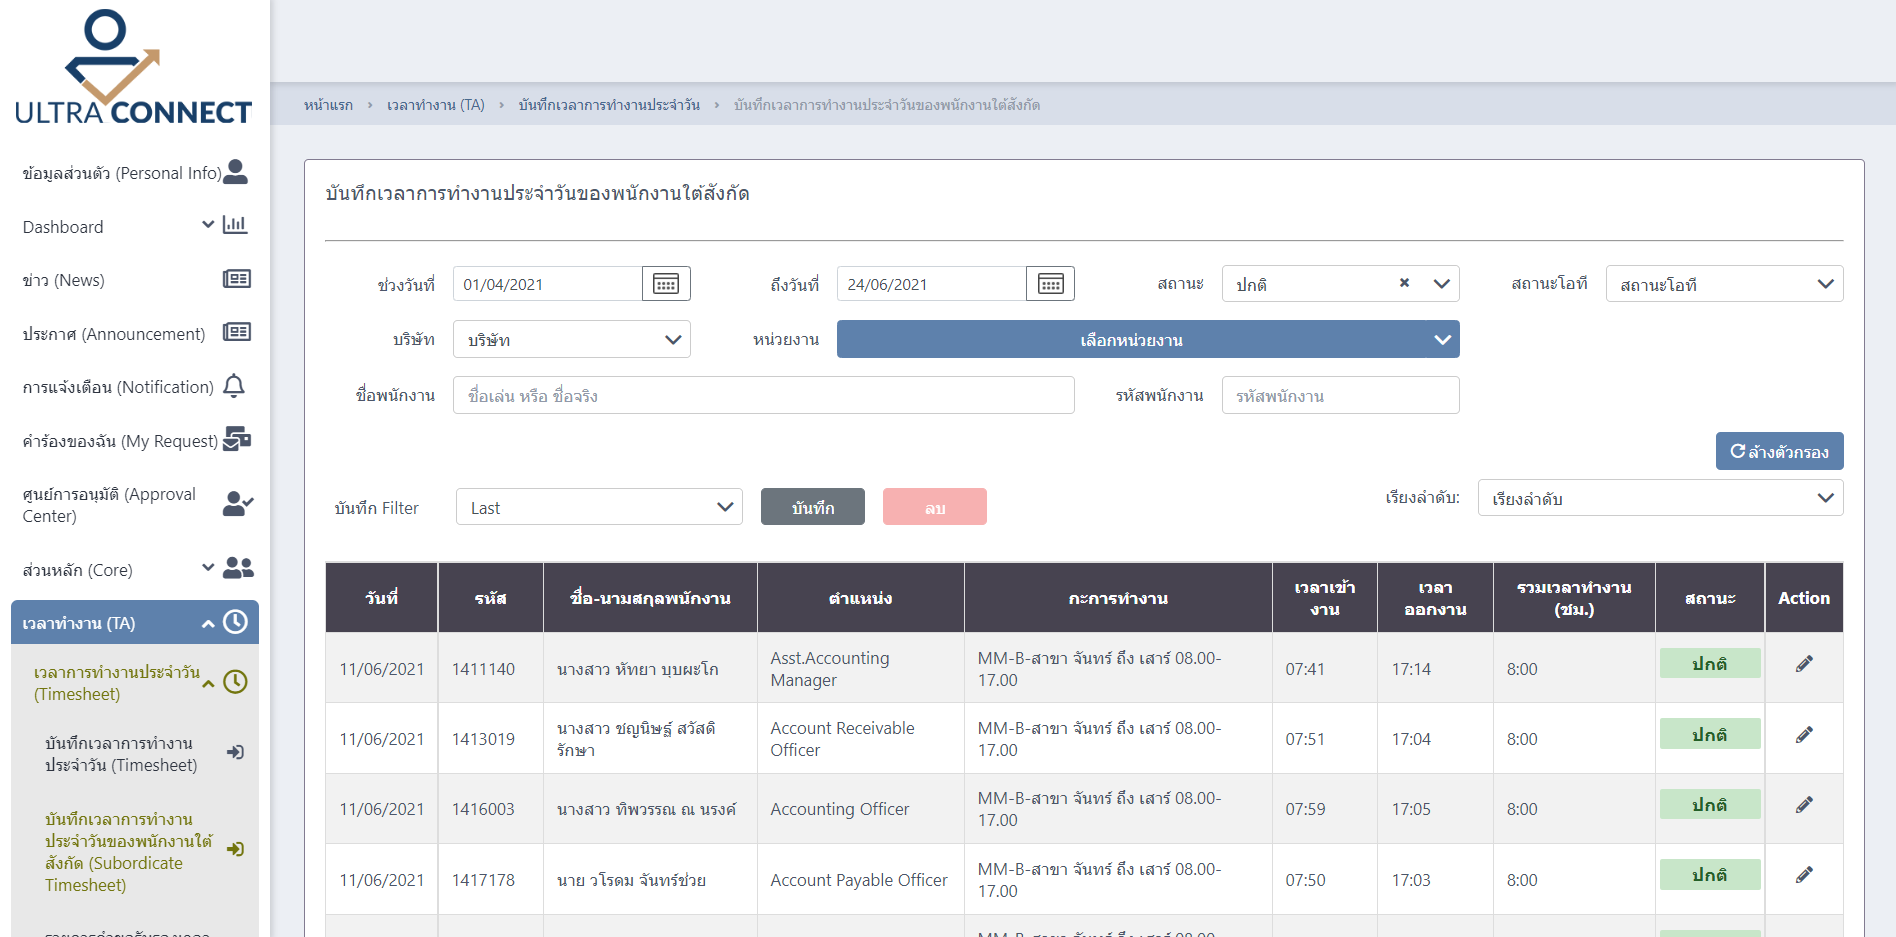 ULTRA CONNECT
ข้อมูลส่วนตัว (Personal Info)
Dashboard
ข่าว (News)
ประกาศ (Announcement)
การแจ้งเตือน (Notification)
คำร้องของฉัน (My Request)
ศูนย์การอนุมัติ (Approval
Center)
ส่วนหลัก (Core)
เวลาทำงาน (TA)
เวลาการทำงานประจำวัน
(Timesheet)
บันทึกเวลาการทำงาน
ประจำวัน (Timesheet)
บันทึกเวลาการทำงาน
ประจำวันของพนักงานใต้
สังกัด (Subordicate
Timesheet)
หน้าแรก › เวลาทำงาน (TA) › บันทึกเวลาการทำงานประจำวัน › บันทึกเวลาการทำงานประจำวันของพนักงานใต้สังกัด
บันทึกเวลาการทำงานประจำวันของพนักงานใต้สังกัด
ช่วงวันที่ 01/04/2021 ถึงวันที่ 24/06/2021 สถานะ ปกติ × สถานะโอที สถานะโอที
บริษัท บริษัท หน่วยงาน เลือกหน่วยงาน
ชื่อพนักงาน ชื่อเล่น หรือ ชื่อจริง รหัสพนักงาน รหัสพนักงาน
ล้างตัวกรอง
บันทึก Filter Last บันทึก ลบ เรียงลำดับ: เรียงลำดับ
วันที่ รหัส ชื่อ-นามสกุลพนักงาน ตำแหน่ง กะการทำงาน เวลาเข้า เวลา รวมเวลาทำงาน สถานะ Action
งาน ออกงาน (ชม.)
11/06/2021 1411140 นางสาว หัทยา บุบผะโก Asst.Accounting MM-B-สาขา จันทร์ ถึง เสาร์ 08.00- 07:41 17:14 8:00 ปกติ
Manager 17.00
11/06/2021 1413019 นางสาว ชญนิษฐ์ สวัสดิ Account Receivable MM-B-สาขา จันทร์ ถึง เสาร์ 08.00- 07:51 17:04 8:00 ปกติ
รักษา Officer 17.00
11/06/2021 1416003 นางสาว ทิพวรรณ ณ นรงค์ Accounting Officer MM-B-สาขา จันทร์ ถึง เสาร์ 08.00- 07:59 17:05 8:00 ปกติ
17.00
11/06/2021 1417178 นาย วโรดม จันทร์ช่วย Account Payable Officer MM-B-สาขา จันทร์ ถึง เสาร์ 08.00- 07:50 17:03 8:00 ปกติ
17.00